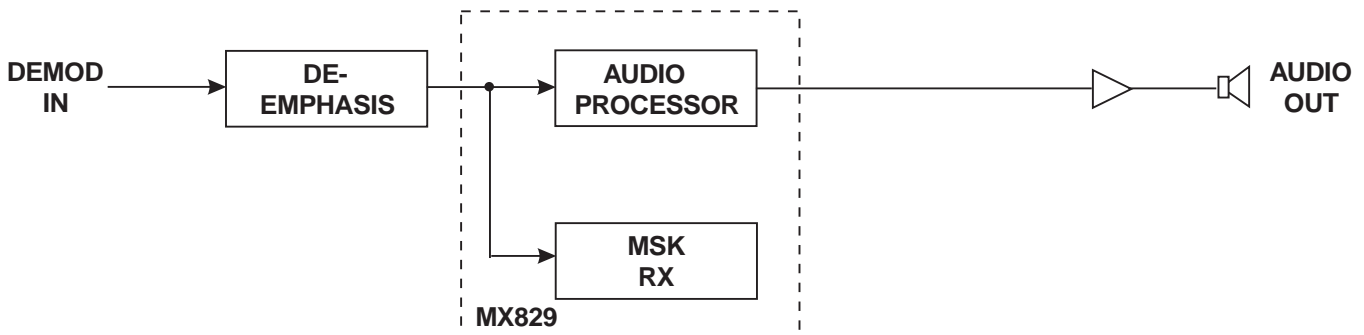 DEMOD
IN
DE-
EMPHASIS
AUDIO
PROCESSOR
AUDIO
OUT
MSK
RX
MX829